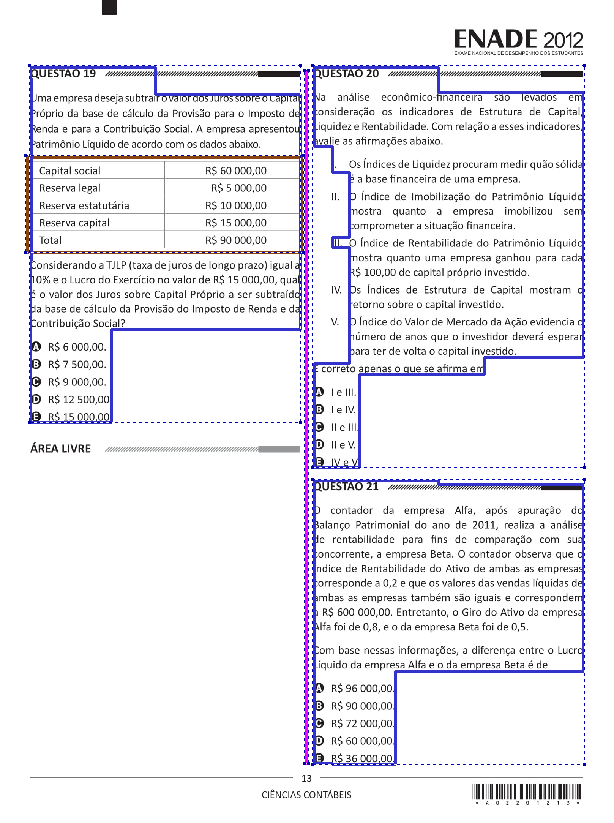 ENADE 2012
EXAME NACIONAL DE DESEMPENHO DOS ESTUDANTES
QUESTÃO 19
Uma empresa deseja subtrair o valor dos Juros sobre o Capital
Próprio da base de cálculo da Provisão para o Imposto de
Renda e para a Contribuição Social. A empresa apresentou
Patrimônio Líquido de acordo com os dados abaixo.
Capital social R$ 60 000,00
Reserva legal R$ 5 000,00
Reserva estatutária R$ 10 000,00
Reserva capital R$ 15 000,00
Total R$ 90 000,00
Considerando a TJLP (taxa de juros de longo prazo) igual a
10% e o Lucro do Exercício no valor de R$ 15 000,00, qual
é o valor dos Juros sobre Capital Próprio a ser subtraído
da base de cálculo da Provisão do Imposto de Renda e da
Contribuição Social?
A R$ 6 000,00.
B R$ 7 500,00.
C R$ 9 000,00.
D R$ 12 500,00
E R$ 15 000,00
ÁREA LIVRE
QUESTÃO 20
Na análise econômico-financeira são levados em
consideração os indicadores de Estrutura de Capital,
Liquidez e Rentabilidade. Com relação a esses indicadores,
avalie as afirmações abaixo.
I. Os Índices de Liquidez procuram medir quão sólida
é a base financeira de uma empresa.
II. O Índice de Imobilização do Patrimônio Líquido
mostra quanto a empresa imobilizou sem
comprometer a situação financeira.
III. O Índice de Rentabilidade do Patrimônio Líquido
mostra quanto uma empresa ganhou para cada
R$ 100,00 de capital próprio investido.
IV. Os Índices de Estrutura de Capital mostram o
retorno sobre o capital investido.
V. O Índice do Valor de Mercado da Ação evidencia o
número de anos que o investidor deverá esperar
para ter de volta o capital investido.
É correto apenas o que se afirma em
A I e III.
B I e IV.
C II e III.
D II e V.
E IV e V.
QUESTÃO 21
O contador da empresa Alfa, após apuração do
Balanço Patrimonial do ano de 2011, realiza a análise
de rentabilidade para fins de comparação com sua
concorrente, a empresa Beta. O contador observa que o
Índice de Rentabilidade do Ativo de ambas as empresas
corresponde a 0,2 e que os valores das vendas líquidas de
ambas as empresas também são iguais e correspondem
a R$ 600 000,00. Entretanto, o Giro do Ativo da empresa
Alfa foi de 0,8, e o da empresa Beta foi de 0,5.
Com base nessas informações, a diferença entre o Lucro
Líquido da empresa Alfa e o da empresa Beta é de
A R$ 96 000,00.
B R$ 90 000,00.
C R$ 72 000,00.
D R$ 60 000,00.
E R$ 36 000,00.
13
CIÊNCIAS CONTÁBEIS
*A0220121​3*